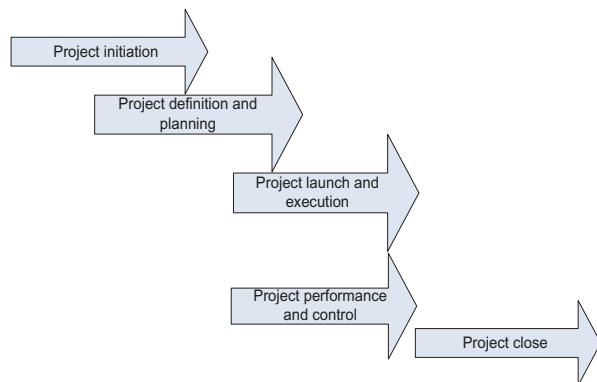 Project initiation
Project definition and
planning
Project launch and
execution
Project performance
and control
Project close